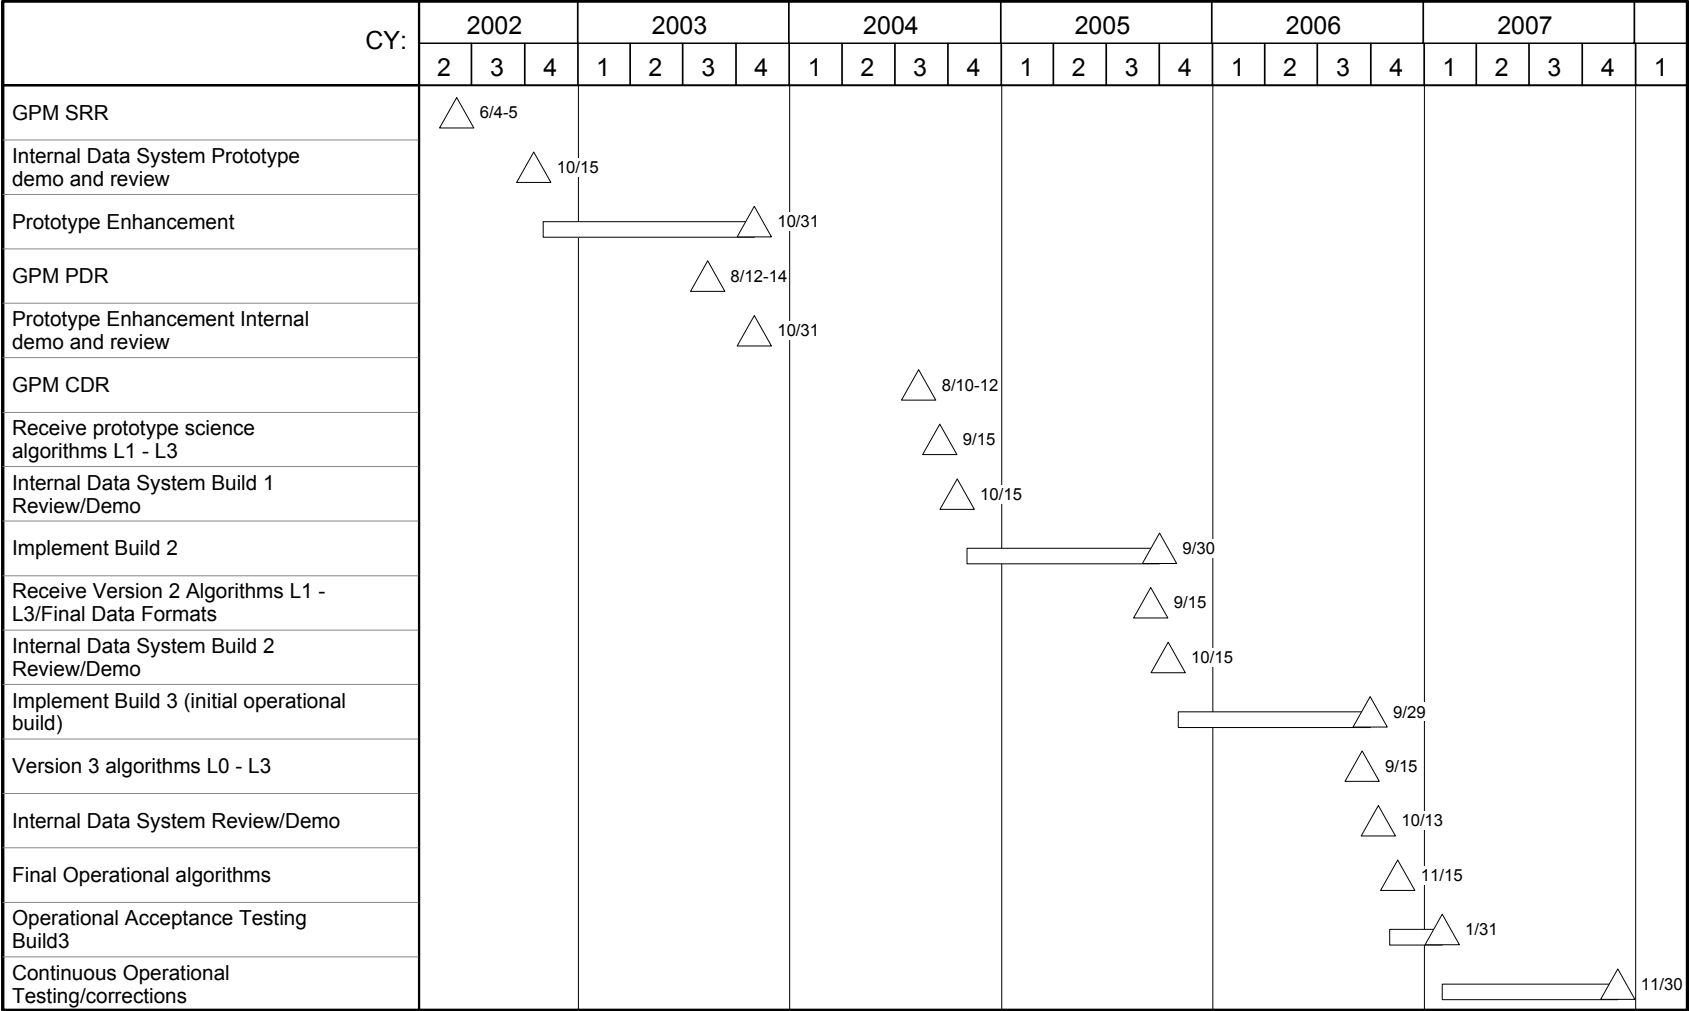 CY: 2002 2003 2004 2005 2006 2007
2 3 4 1 2 3 4 1 2 3 4 1 2 3 4 1 2 3 4 1 2 3 4 1
GPM SRR 6/4-5
Internal Data System Prototype
demo and review 10/15
Prototype Enhancement 10/31
GPM PDR 8/12-14
Prototype Enhancement Internal
demo and review 10/31
GPM CDR 8/10-12
Receive prototype science
algorithms L1 - L3 9/15
Internal Data System Build 1
Review/Demo 10/15
Implement Build 2 9/30
Receive Version 2 Algorithms L1 -
L3/Final Data Formats 9/15
Internal Data System Build 2
Review/Demo 10/15
Implement Build 3 (initial operational
build) 9/29
Version 3 algorithms L0 - L3 9/15
Internal Data System Review/Demo 10/13
Final Operational algorithms 11/15
Operational Acceptance Testing
Build3 1/31
Continuous Operational
Testing/corrections 11/30